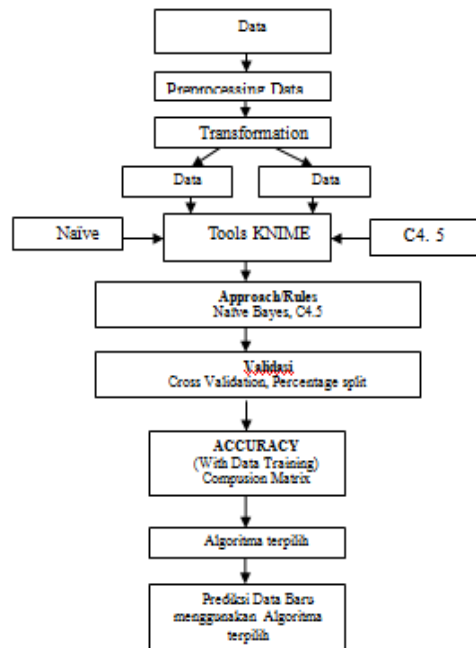 Data
Preprocessing Data
Transformation
Data
Data
Naïve
Tools KNIME
C4. 5
Approach/Rules
Naïve Bayes, C4.5
Validasi
Cross Validation, Percentage split
ACCURACY
(With Data Training)
Compusion Matrix
Algoritma terpilih
Prediksi Data Baru
menggunakan Algoritma
terpilih